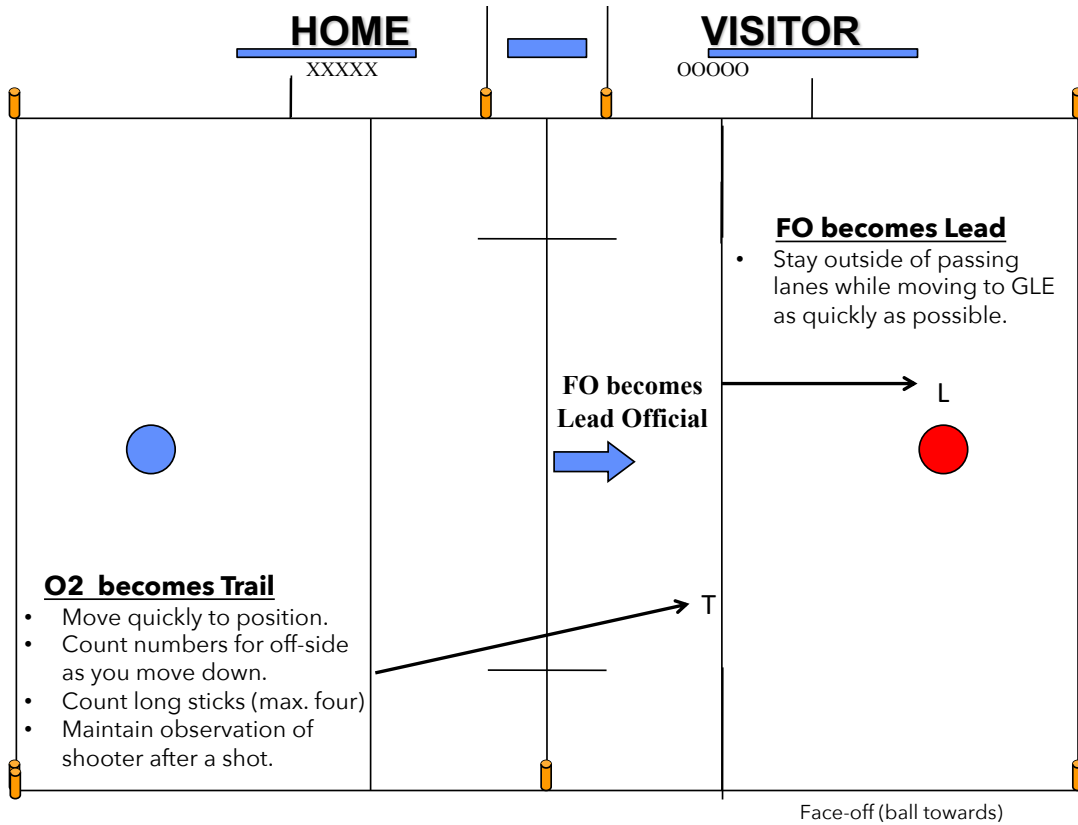 HOME
VISITOR
XXXXX
OOOOO
FO becomes Lead
• Stay outside of passing
lanes while moving to GLE
as quickly as possible.
FO becomes
Lead Official
L
O2 becomes Trail
• Move quickly to position.
• Count numbers for off-side
as you move down.
• Count long sticks (max. four)
• Maintain observation of
shooter after a shot.
T
Face-off (ball towards)